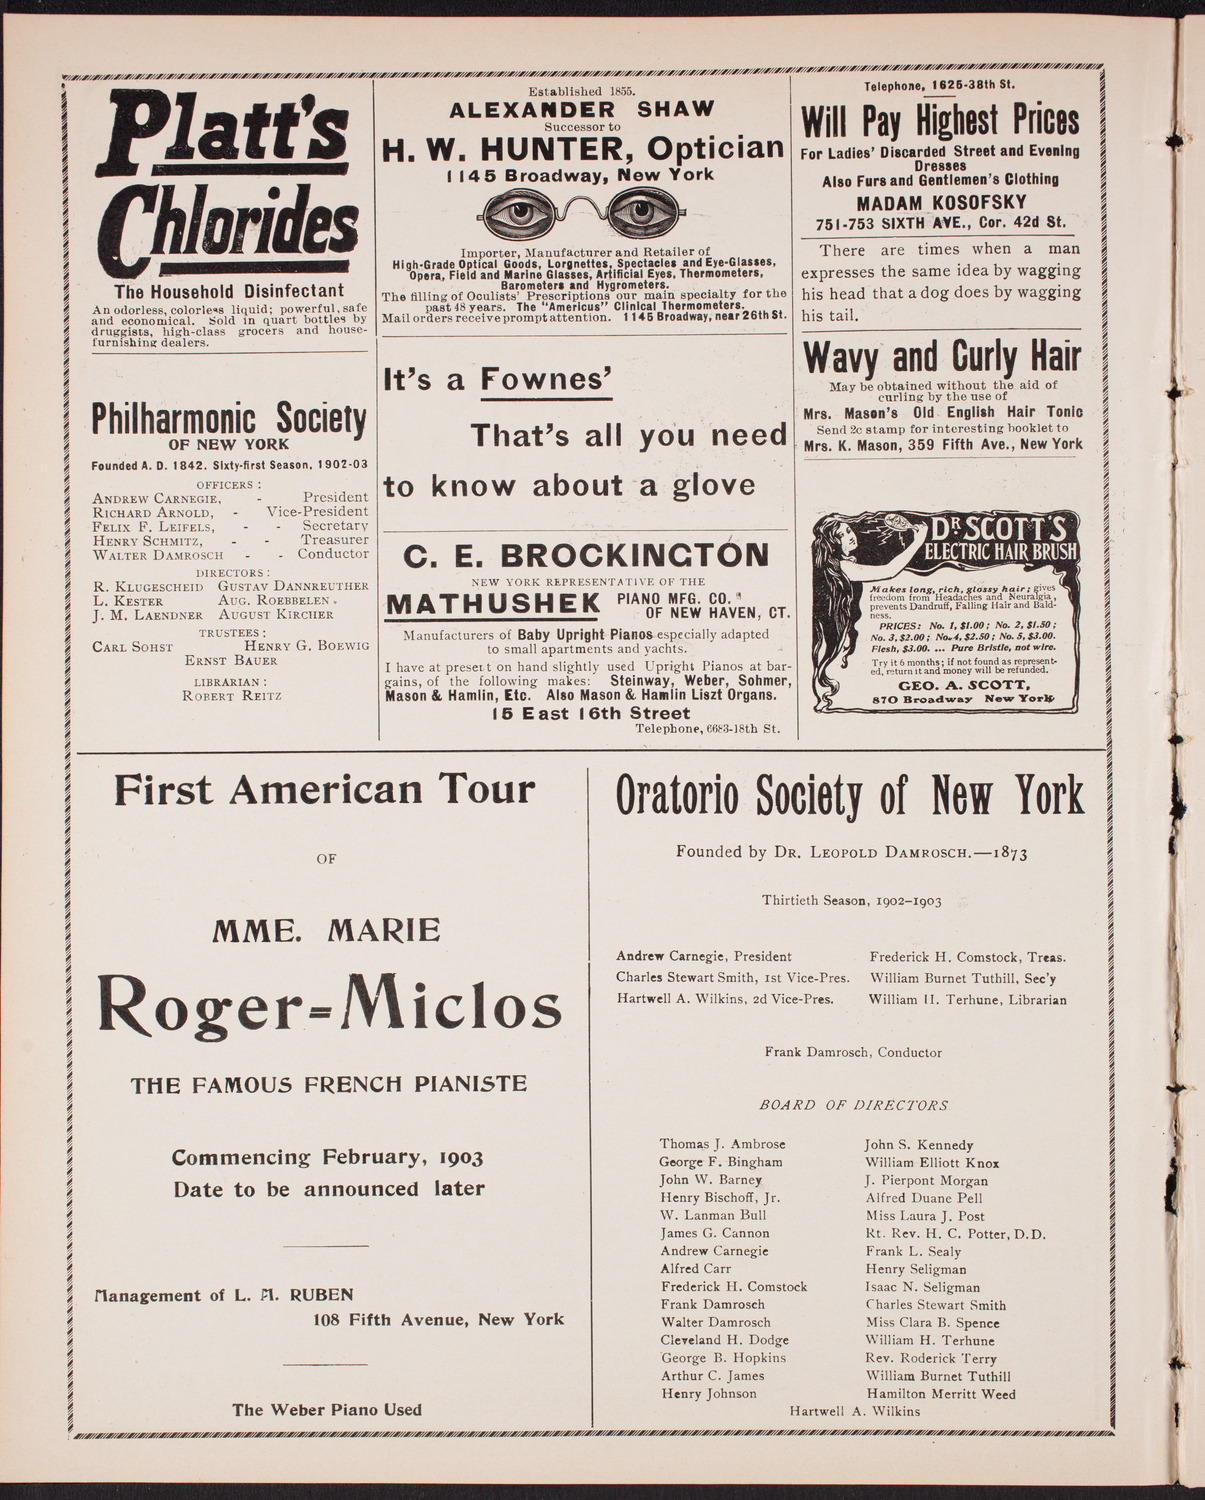 Platt's
Chlorides
The Household Disinfectant
An odorless, colorless liquid; powerful, safe
and economical. Sold in quart bottles by
druggists, high-class grocers and house-
furnishing dealers.
Philharmonic Society
OF NEW YORK
Founded A. D. 1842. Sixty-first Season, 1902-03
OFFICERS :
ANDREW CARNEGIE, - President
RICHARD ARNOLD, - Vice-President
FELIX F. LEIFELS, - - Secretary
HENRY SCHMITZ, - - Treasurer
WALTER DAMROSCH - - Conductor
DIRECTORS :
R. KLUGESCHEID GUSTAV DANNREUTHER
L. KESTER AUG. ROEBBELEN.
J. M. LAENDNER AUGUST KIRCHER
TRUSTEES :
CARL SOHST HENRY G. BOEWIG
ERNST BAUER
LIBRARIAN :
ROBERT REITZ
Established 1855.
ALEXANDER SHAW
Successor to
H. W. HUNTER, Optician
1145 Broadway, New York
Importer, Manufacturer and Retailer of
High-Grade Optical Goods, Lorgnettes, Spectacles and Eye-Glasses,
Opera, Field and Marine Glasses, Artificial Eyes, Thermometers,
Barometers and Hygrometers.
The filling of Oculists' Prescriptions our main specialty for the
past 48 years. The "Americus" Clinical Thermometers.
Mail orders receive prompt attention. 1145 Broadway, near 26th St.
It's a Fownes'
That's all you need
to know about a glove
C. E. BROCKINGTON
NEW YORK REPRESENTATIVE OF THE
MATHUSHEK PIANO MFG. CO.
OF NEW HAVEN, CT.
Manufacturers of Baby Upright Pianos especially adapted
to small apartments and yachts.
I have at present on hand slightly used Upright Pianos at bar-
gains, of the following makes: Steinway, Weber, Sohmer,
Mason & Hamlin, Etc. Also Mason & Hamlin Liszt Organs.
15 East 16th Street
Telephone, 6683-18th St.
Telephone, 1625-38th St.
Will Pay Highest Prices
For Ladies' Discarded Street and Evening
Dresses
Also Furs and Gentlemen's Clothing
MADAM KOSOFSKY
751-753 SIXTH AVE., Cor. 42d St.
There are times when a man
expresses the same idea by wagging
his head that a dog does by wagging
his tail.
Wavy and Curly Hair
May be obtained without the aid of
curling by the use of
Mrs. Mason's Old English Hair Tonic
Send 2c stamp for interesting booklet to
Mrs. K. Mason, 359 Fifth Ave., New York
DR SCOTT'S
ELECTRIC HAIR BRUSH
Makes long, rich, glossy hair; gives
freedom from Headaches and Neuralgia,
prevents Dandruff, Falling Hair and Bald-
ness.
PRICES: No. 1, $1.00; No. 2, $1.50;
No. 3, $2.00; No. 4, $2.50; No. 5, $3.00.
Flesh, $3.00. ... Pure Bristle, not wire.
Try it 6 months; if not found as represent-
ed, return it and money will be refunded.
GEO. A. SCOTT,
870 Broadway New York
First American Tour
OF
MME. MARIE
Roger=Miclos
THE FAMOUS FRENCH PIANISTE
Commencing February, 1903
Date to be announced later
Management of L. M. RUBEN
108 Fifth Avenue, New York
The Weber Piano Used
Oratorio Society of New York
Founded by DR. LEOPOLD DAMROSCH.—1873
Thirtieth Season, 1902–1903
Andrew Carnegie, President Frederick H. Comstock, Treas.
Charles Stewart Smith, 1st Vice-Pres. William Burnet Tuthill, Sec'y
Hartwell A. Wilkins, 2d Vice-Pres. William H. Terhune, Librarian
Frank Damrosch, Conductor
BOARD OF DIRECTORS
Thomas J. Ambrose John S. Kennedy
George F. Bingham William Elliott Knox
John W. Barney J. Pierpont Morgan
Henry Bischoff, Jr. Alfred Duane Pell
W. Lanman Bull Miss Laura J. Post
James G. Cannon Rt. Rev. H. C. Potter, D.D.
Andrew Carnegie Frank L. Sealy
Alfred Carr Henry Seligman
Frederick H. Comstock Isaac N. Seligman
Frank Damrosch Charles Stewart Smith
Walter Damrosch Miss Clara B. Spence
Cleveland H. Dodge William H. Terhune
George B. Hopkins Rev. Roderick Terry
Arthur C. James William Burnet Tuthill
Henry Johnson Hamilton Merritt Weed
Hartwell A. Wilkins